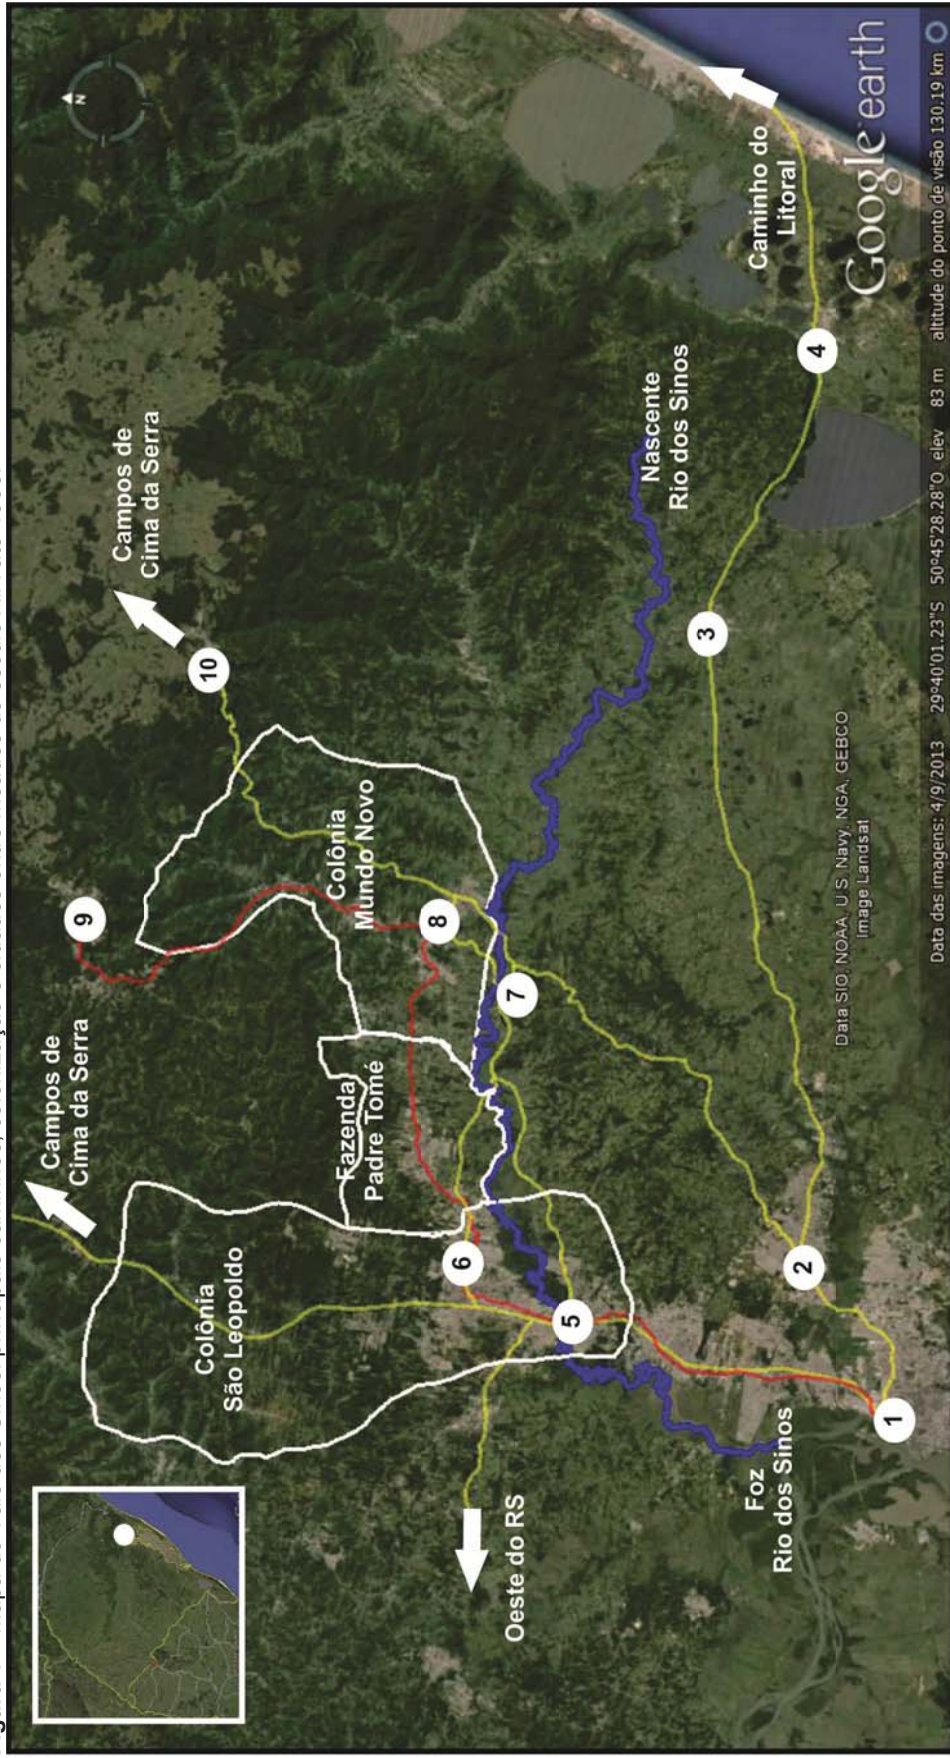 Campos de
Cima da Serra
Campos de
Cima da Serra
N
9
10
Colônia
São Leopoldo
Fazenda
Padre Tomé
Colônia
Mundo Novo
8
6
7
5
Oeste do RS
Nascente
Rio dos Sinos
3
Caminho do
Litoral
4
Foz
Rio dos Sinos
2
1
Data SIO, NOAA, U.S. Navy, NGA, GEBCO
Image Landsat
Google earth
Data das imagens: 4/9/2013 29°40'01.23"S 50°45'28.28"O elev 83 m altitude do ponto de visão 130.19 km